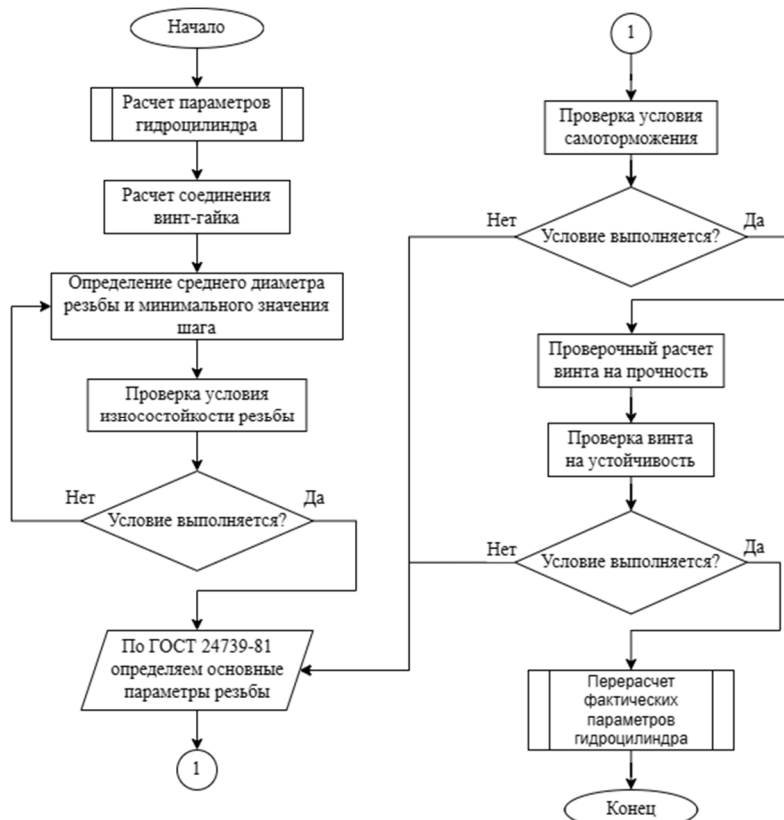 Начало
Расчет параметров
гидроцилиндра
Расчет соединения
винт-гайка
Определение среднего диаметра
резьбы и минимального значения
шага
Проверка условия
износостойкости резьбы
Нет
Да
Условие выполняется?
По ГОСТ 24739-81
определяем основные
параметры резьбы
1
1
Проверка условия
самоторможения
Нет
Да
Условие выполняется?
Проверочный расчет
винта на прочность
Проверка винта
на устойчивость
Нет
Да
Условие выполняется?
Перерасчет
фактических
параметров
гидроцилиндра
Конец